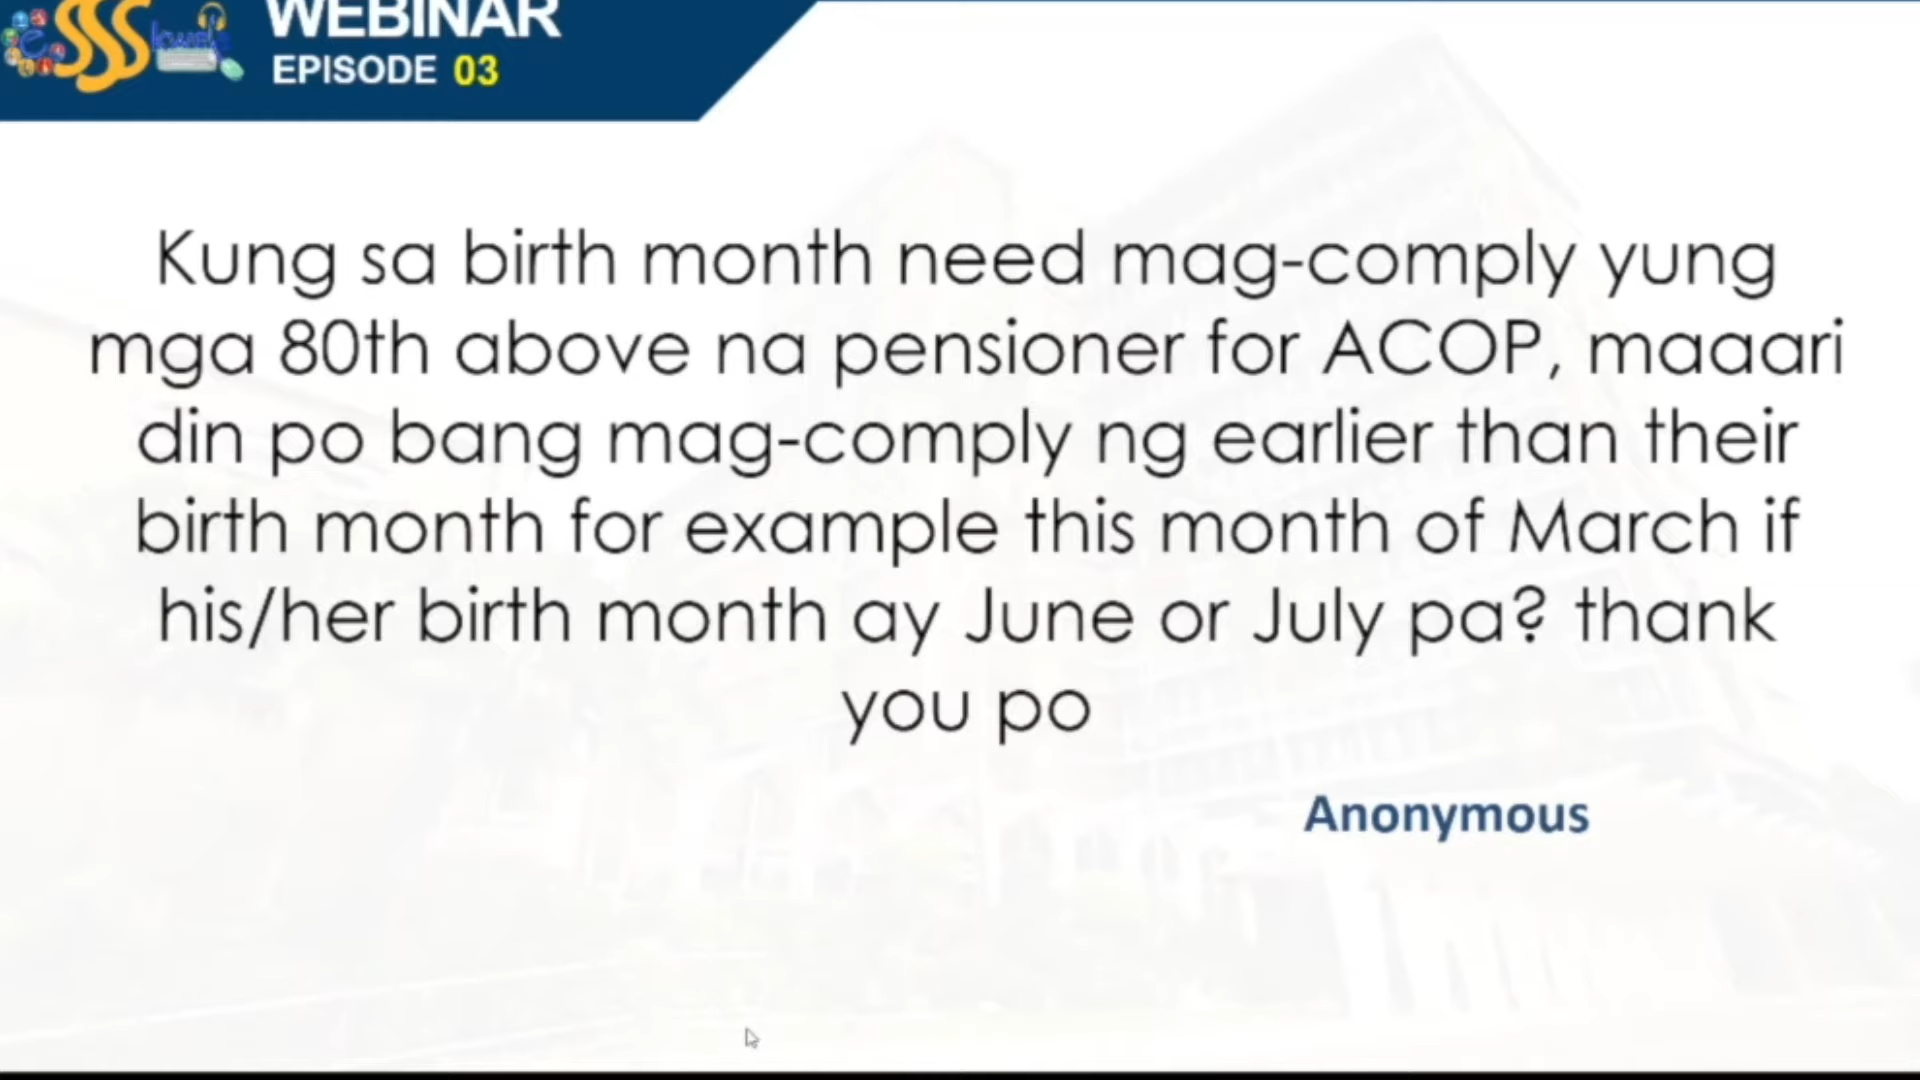 SSS
WEBINAR
EPISODE 03
Kung sa birth month need mag-comply yung
mga 80th above na pensioner for ACOP, maaari
din po bang mag-comply ng earlier than their
birth month for example this month of March if
his/her birth month ay June or July pa? thank
you po
Anonymous